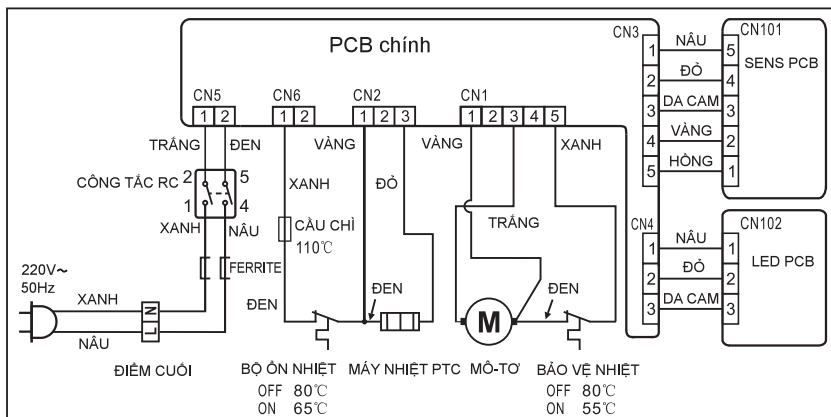 PCB chính
CN3
1 NÂU 5
2 ĐỎ 4
3 DA CAM 3
4 VÀNG 2
5 HỒNG 1
CN101
SENS PCB
CN5
1 2
CN6
1 2
CN2
1 2 3
CN1
1 2 3 4 5
TRẮNG
ĐEN
VÀNG
VÀNG
XANH
CÔNG TẮC RC
2 5
1 4
XANH
ĐỎ
TRẮNG
XANH
NÂU
CẦU CHÌ
110℃
FERRITE
CN4
1 NÂU 1
2 ĐỎ 2
3 DA CAM 3
CN102
LED PCB
220V~
50Hz
XANH
N
NÂU
L
ĐEN
ĐEN
M
ĐEN
ĐIỂM CUỐI
BỘ ỔN NHIỆT
OFF 80℃
ON 65℃
MÁY NHIỆT PTC
MÔ-TƠ
BẢO VỆ NHIỆT
OFF 80℃
ON 55℃